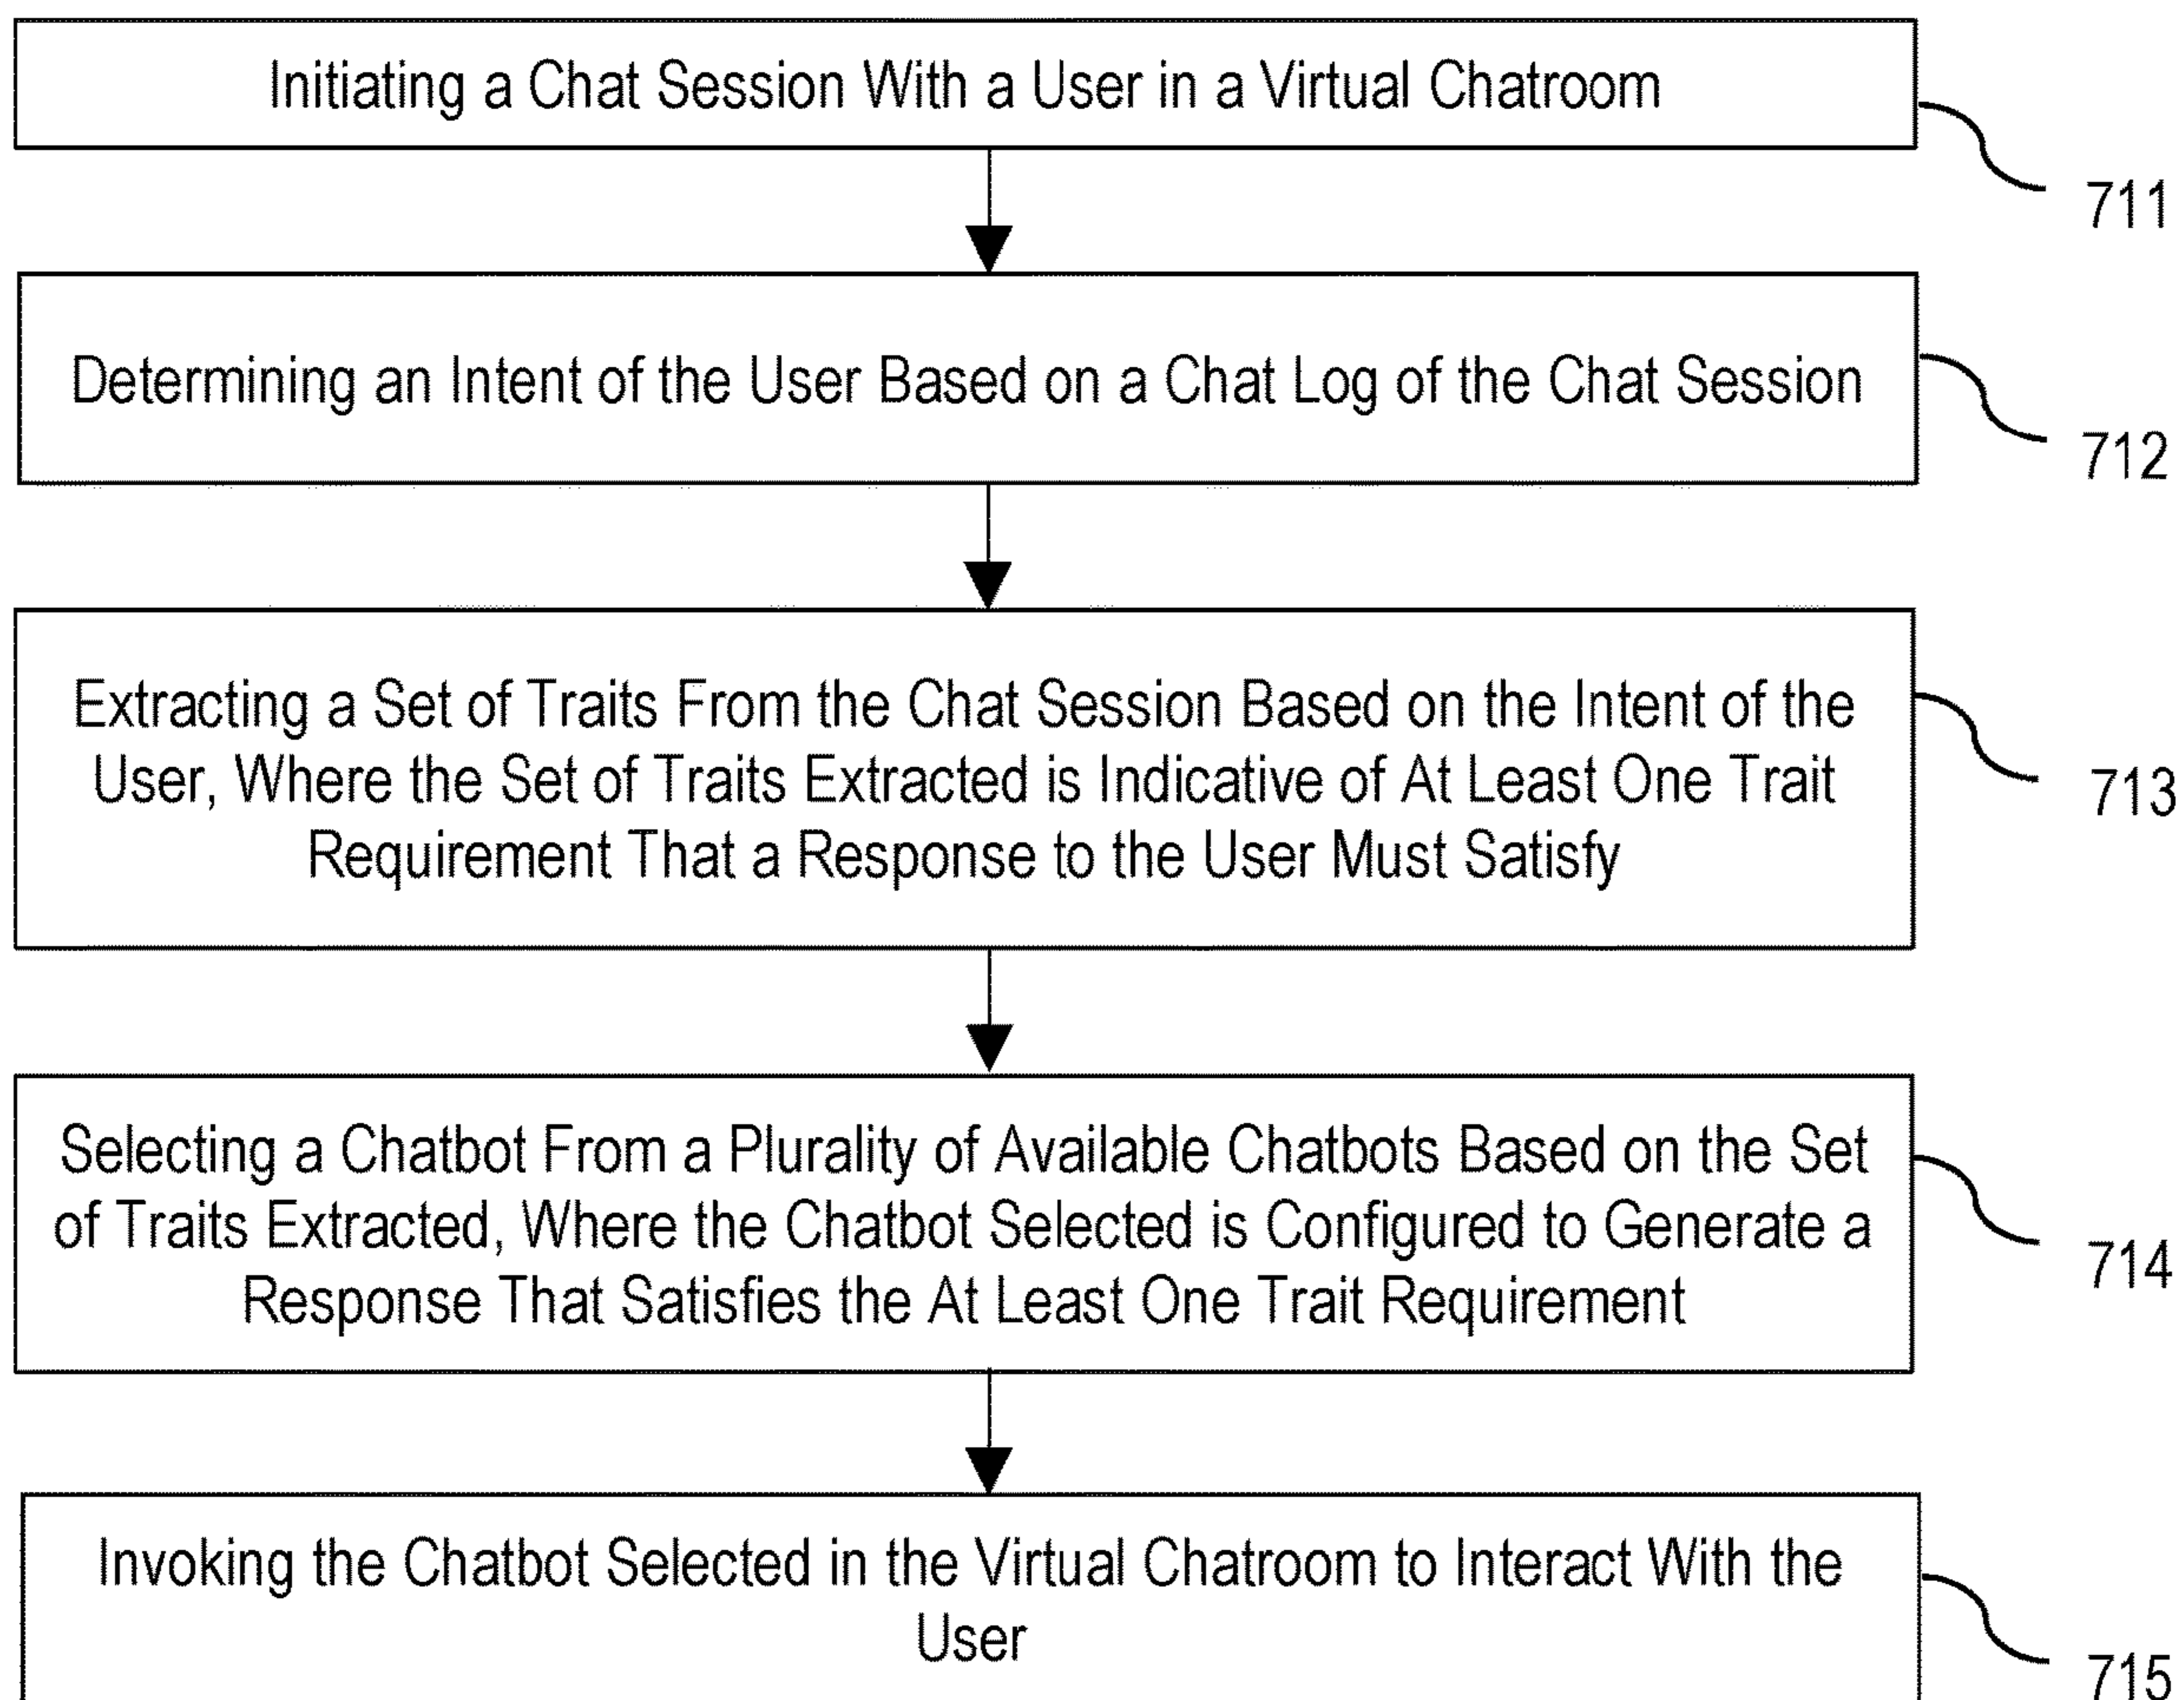 Initiating a Chat Session With a User in a Virtual Chatroom
711
Determining an Intent of the User Based on a Chat Log of the Chat Session
712
Extracting a Set of Traits From the Chat Session Based on the Intent of the
User, Where the Set of Traits Extracted is Indicative of At Least One Trait
Requirement That a Response to the User Must Satisfy
713
Selecting a Chatbot From a Plurality of Available Chatbots Based on the Set
of Traits Extracted, Where the Chatbot Selected is Configured to Generate a
Response That Satisfies the At Least One Trait Requirement
714
Invoking the Chatbot Selected in the Virtual Chatroom to Interact With the
User
715